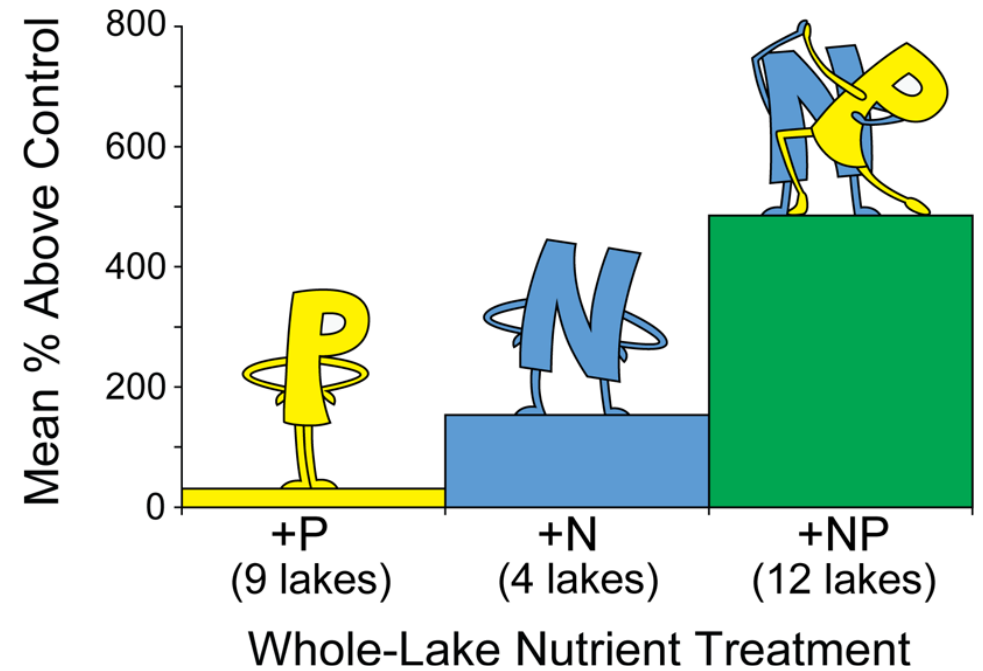 Mean % Above Control
800
600
400
200
0
P
N
NP
+P
(9 lakes)
+N
(4 lakes)
+NP
(12 lakes)
Whole-Lake Nutrient Treatment